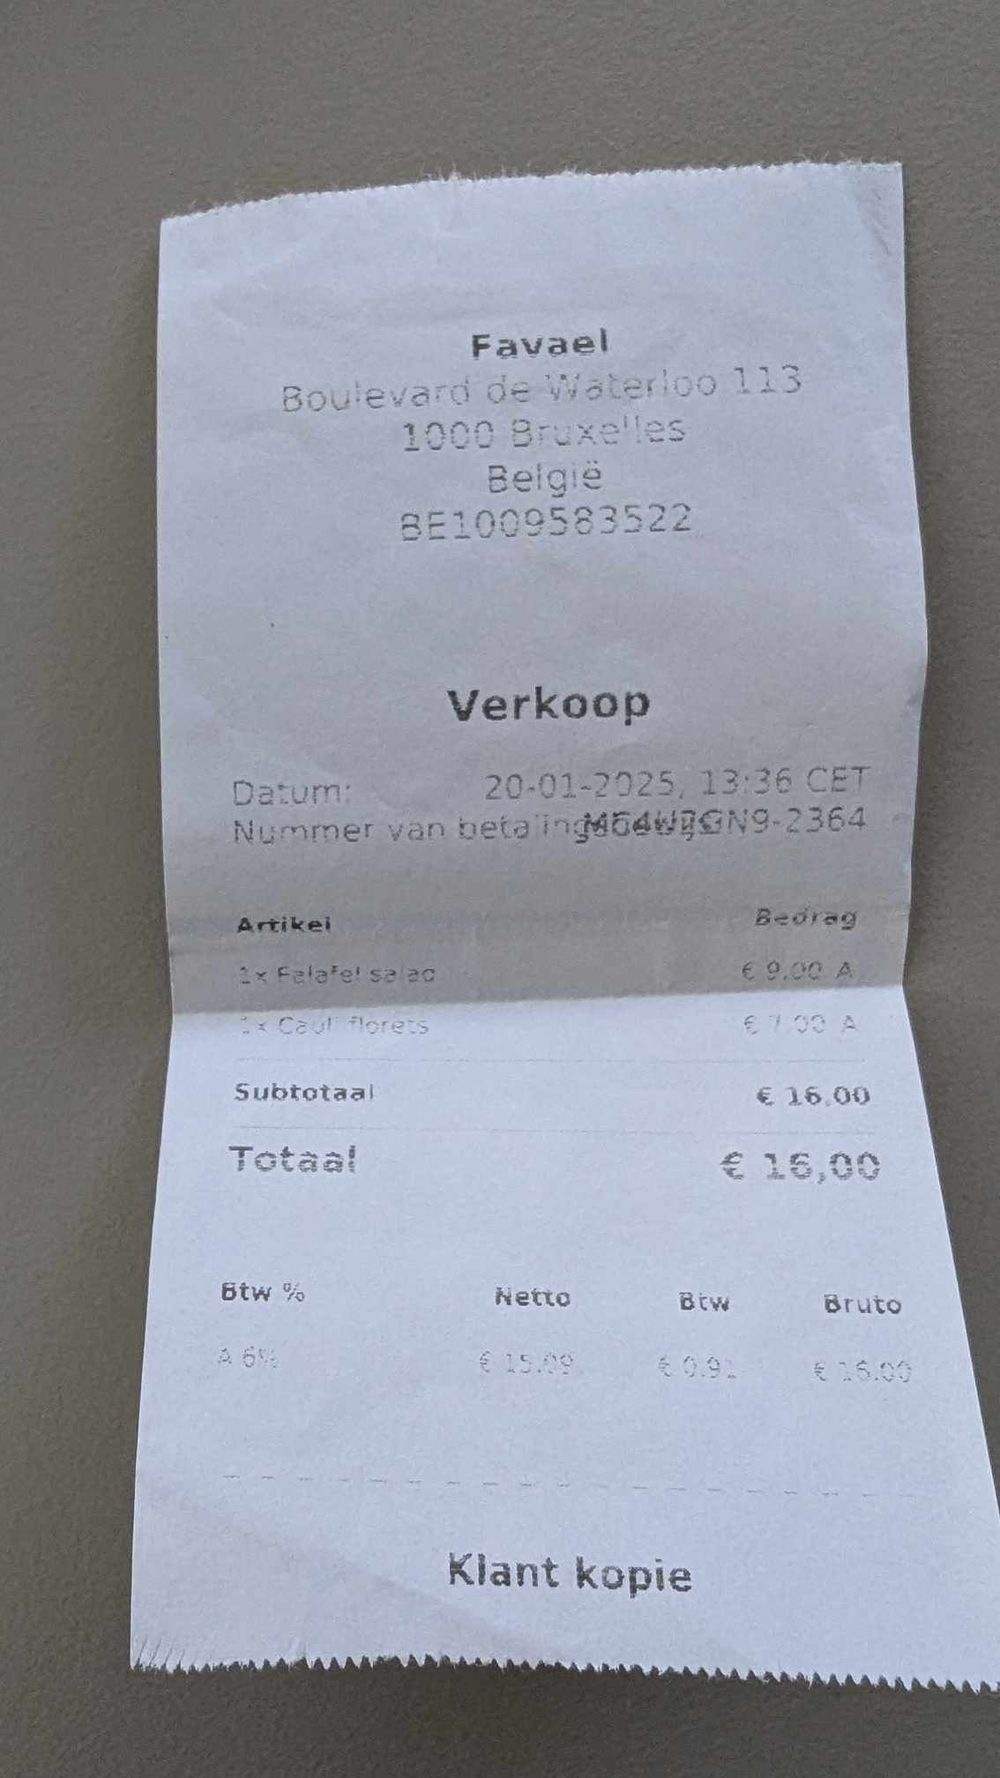 Favael
Boulevard de Waterloo 113
1000 Bruxelles
België
BE1009583522
Verkoop
Datum: 20-01-2025, 13:36 CET
Nummer van
Artikel Bedrag
1x Falafel salad € 9,00 A
1x Cauli florets € 7,00 A
Subtotaal € 16,00
Totaal € 16,00
Btw % Netto Btw Bruto
A 6% € 15,09 € 0,91 € 16,00
Klant kopie